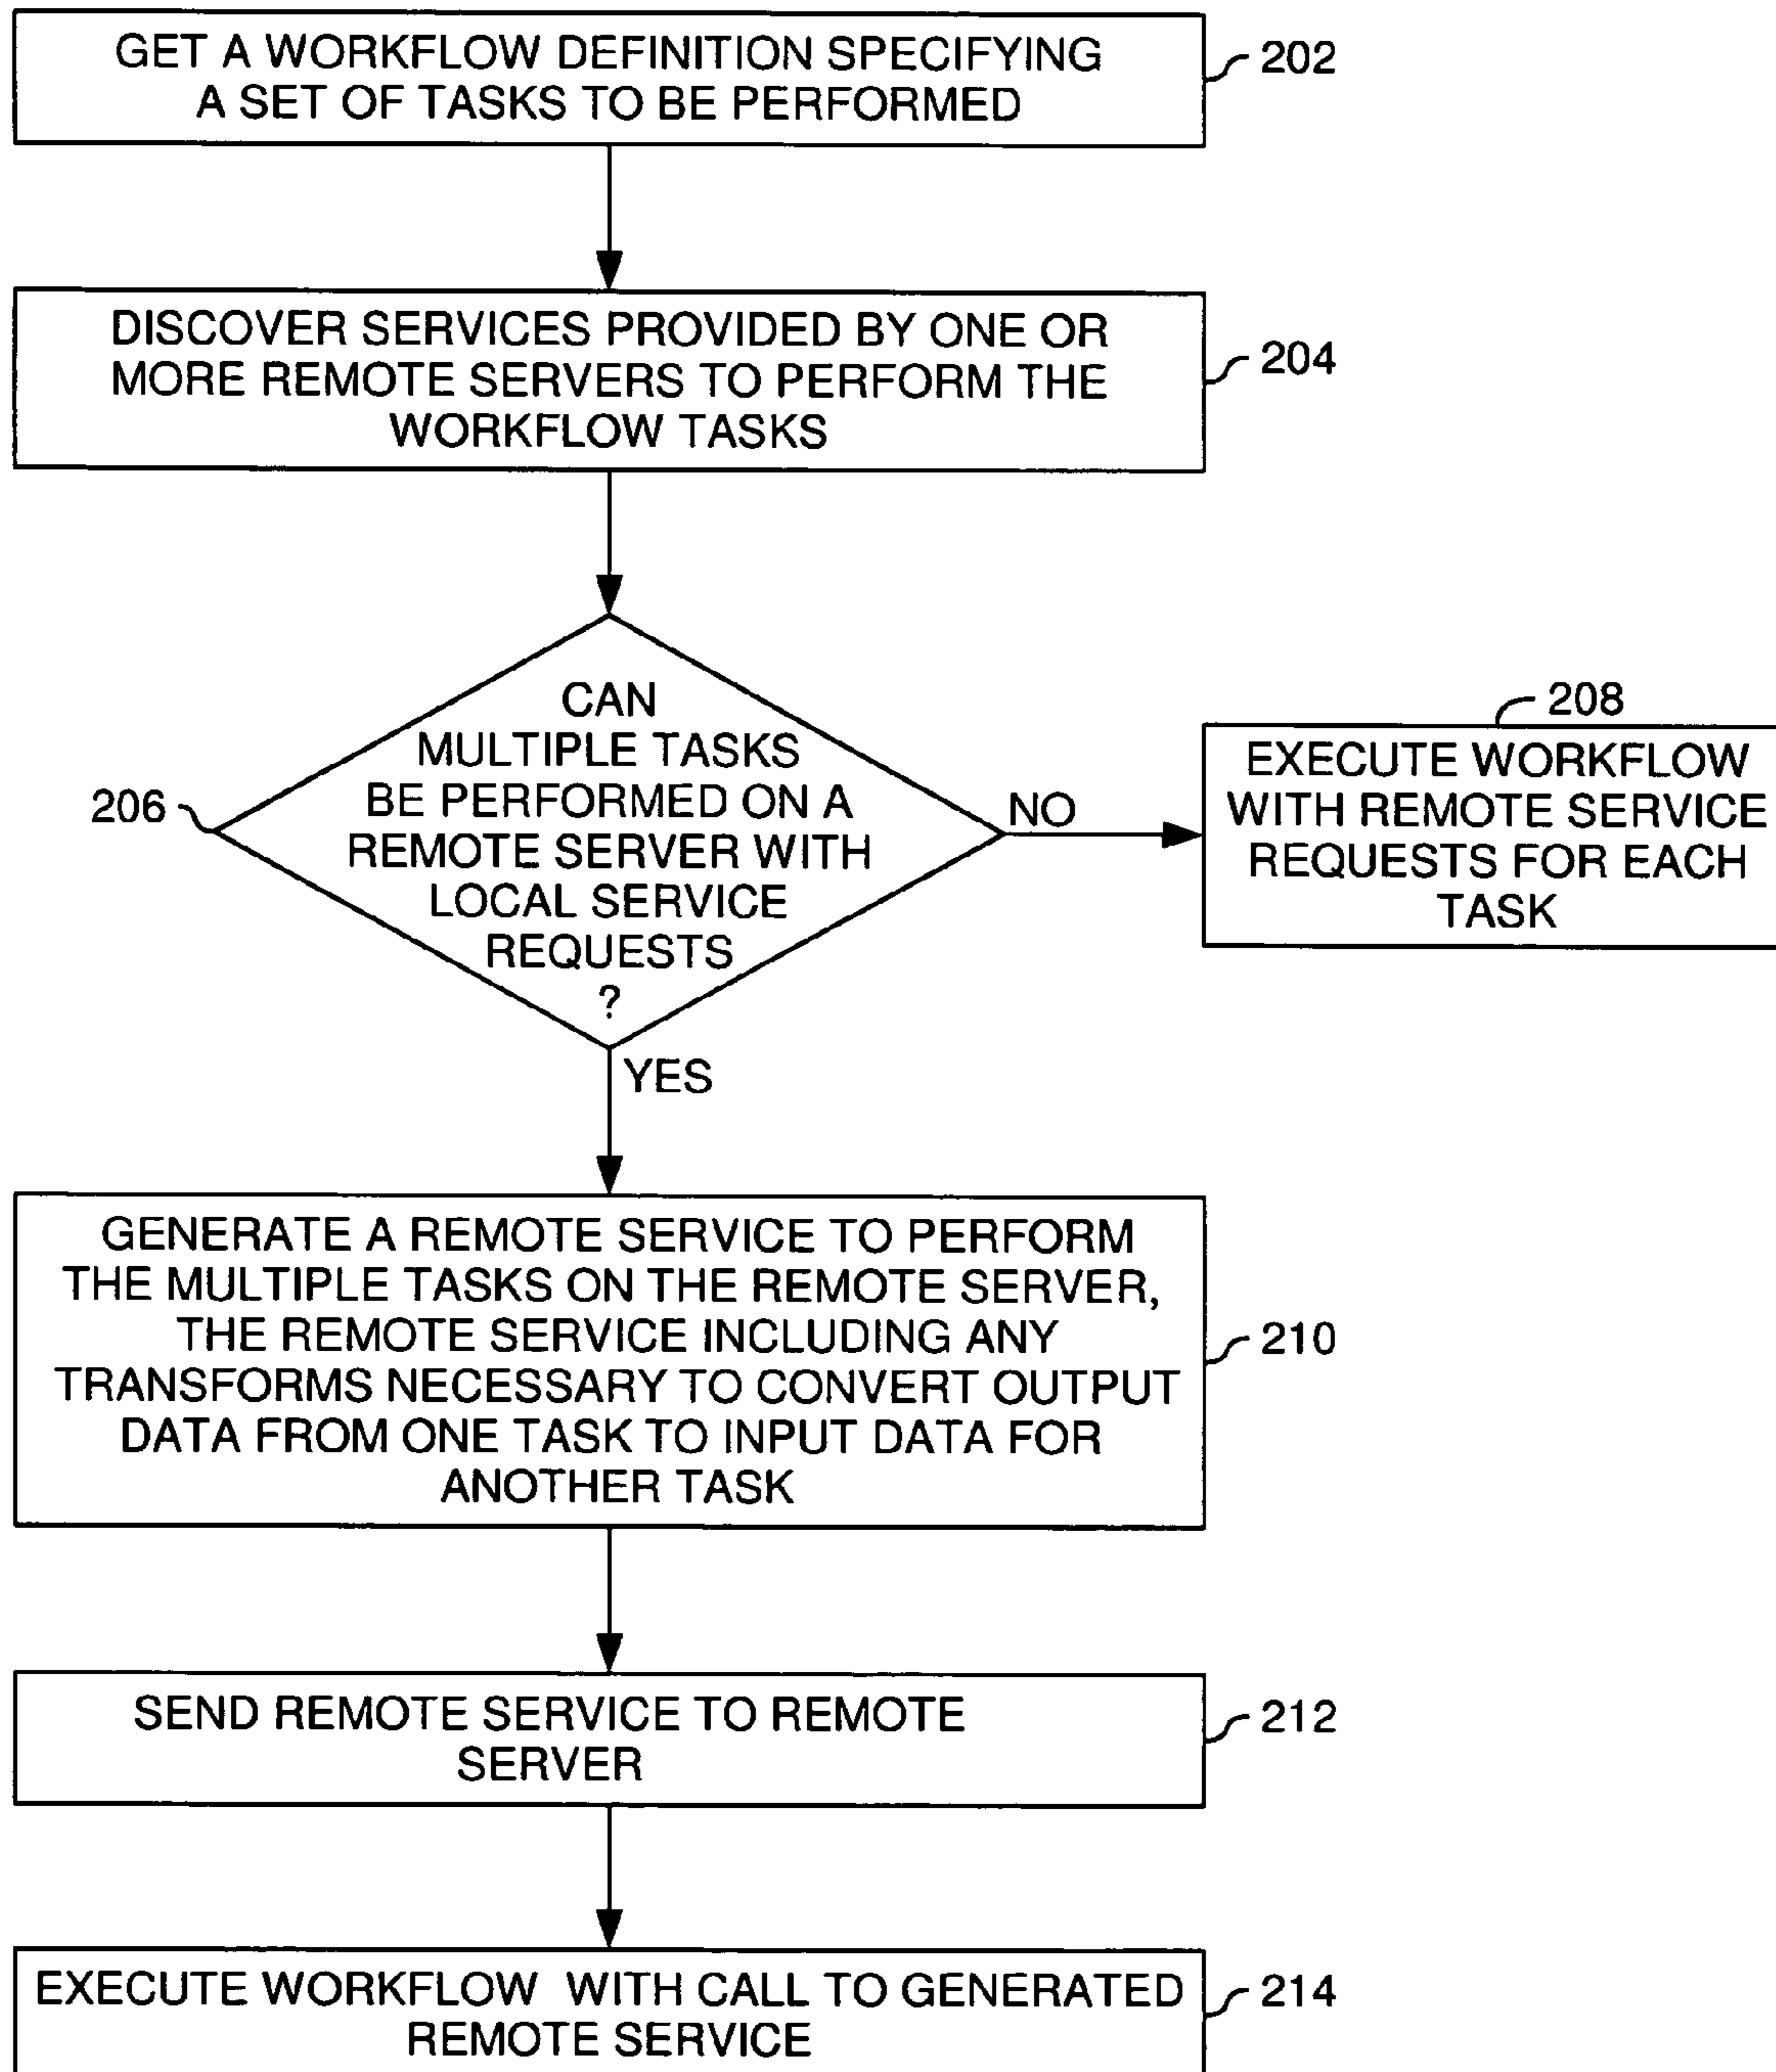 GET A WORKFLOW DEFINITION SPECIFYING
A SET OF TASKS TO BE PERFORMED
202
DISCOVER SERVICES PROVIDED BY ONE OR
MORE REMOTE SERVERS TO PERFORM THE
WORKFLOW TASKS
204
CAN
MULTIPLE TASKS
BE PERFORMED ON A
REMOTE SERVER WITH
LOCAL SERVICE
REQUESTS
?
206
NO
208
EXECUTE WORKFLOW
WITH REMOTE SERVICE
REQUESTS FOR EACH
TASK
YES
GENERATE A REMOTE SERVICE TO PERFORM
THE MULTIPLE TASKS ON THE REMOTE SERVER,
THE REMOTE SERVICE INCLUDING ANY
TRANSFORMS NECESSARY TO CONVERT OUTPUT
DATA FROM ONE TASK TO INPUT DATA FOR
ANOTHER TASK
210
SEND REMOTE SERVICE TO REMOTE
SERVER
212
EXECUTE WORKFLOW WITH CALL TO GENERATED
REMOTE SERVICE
214